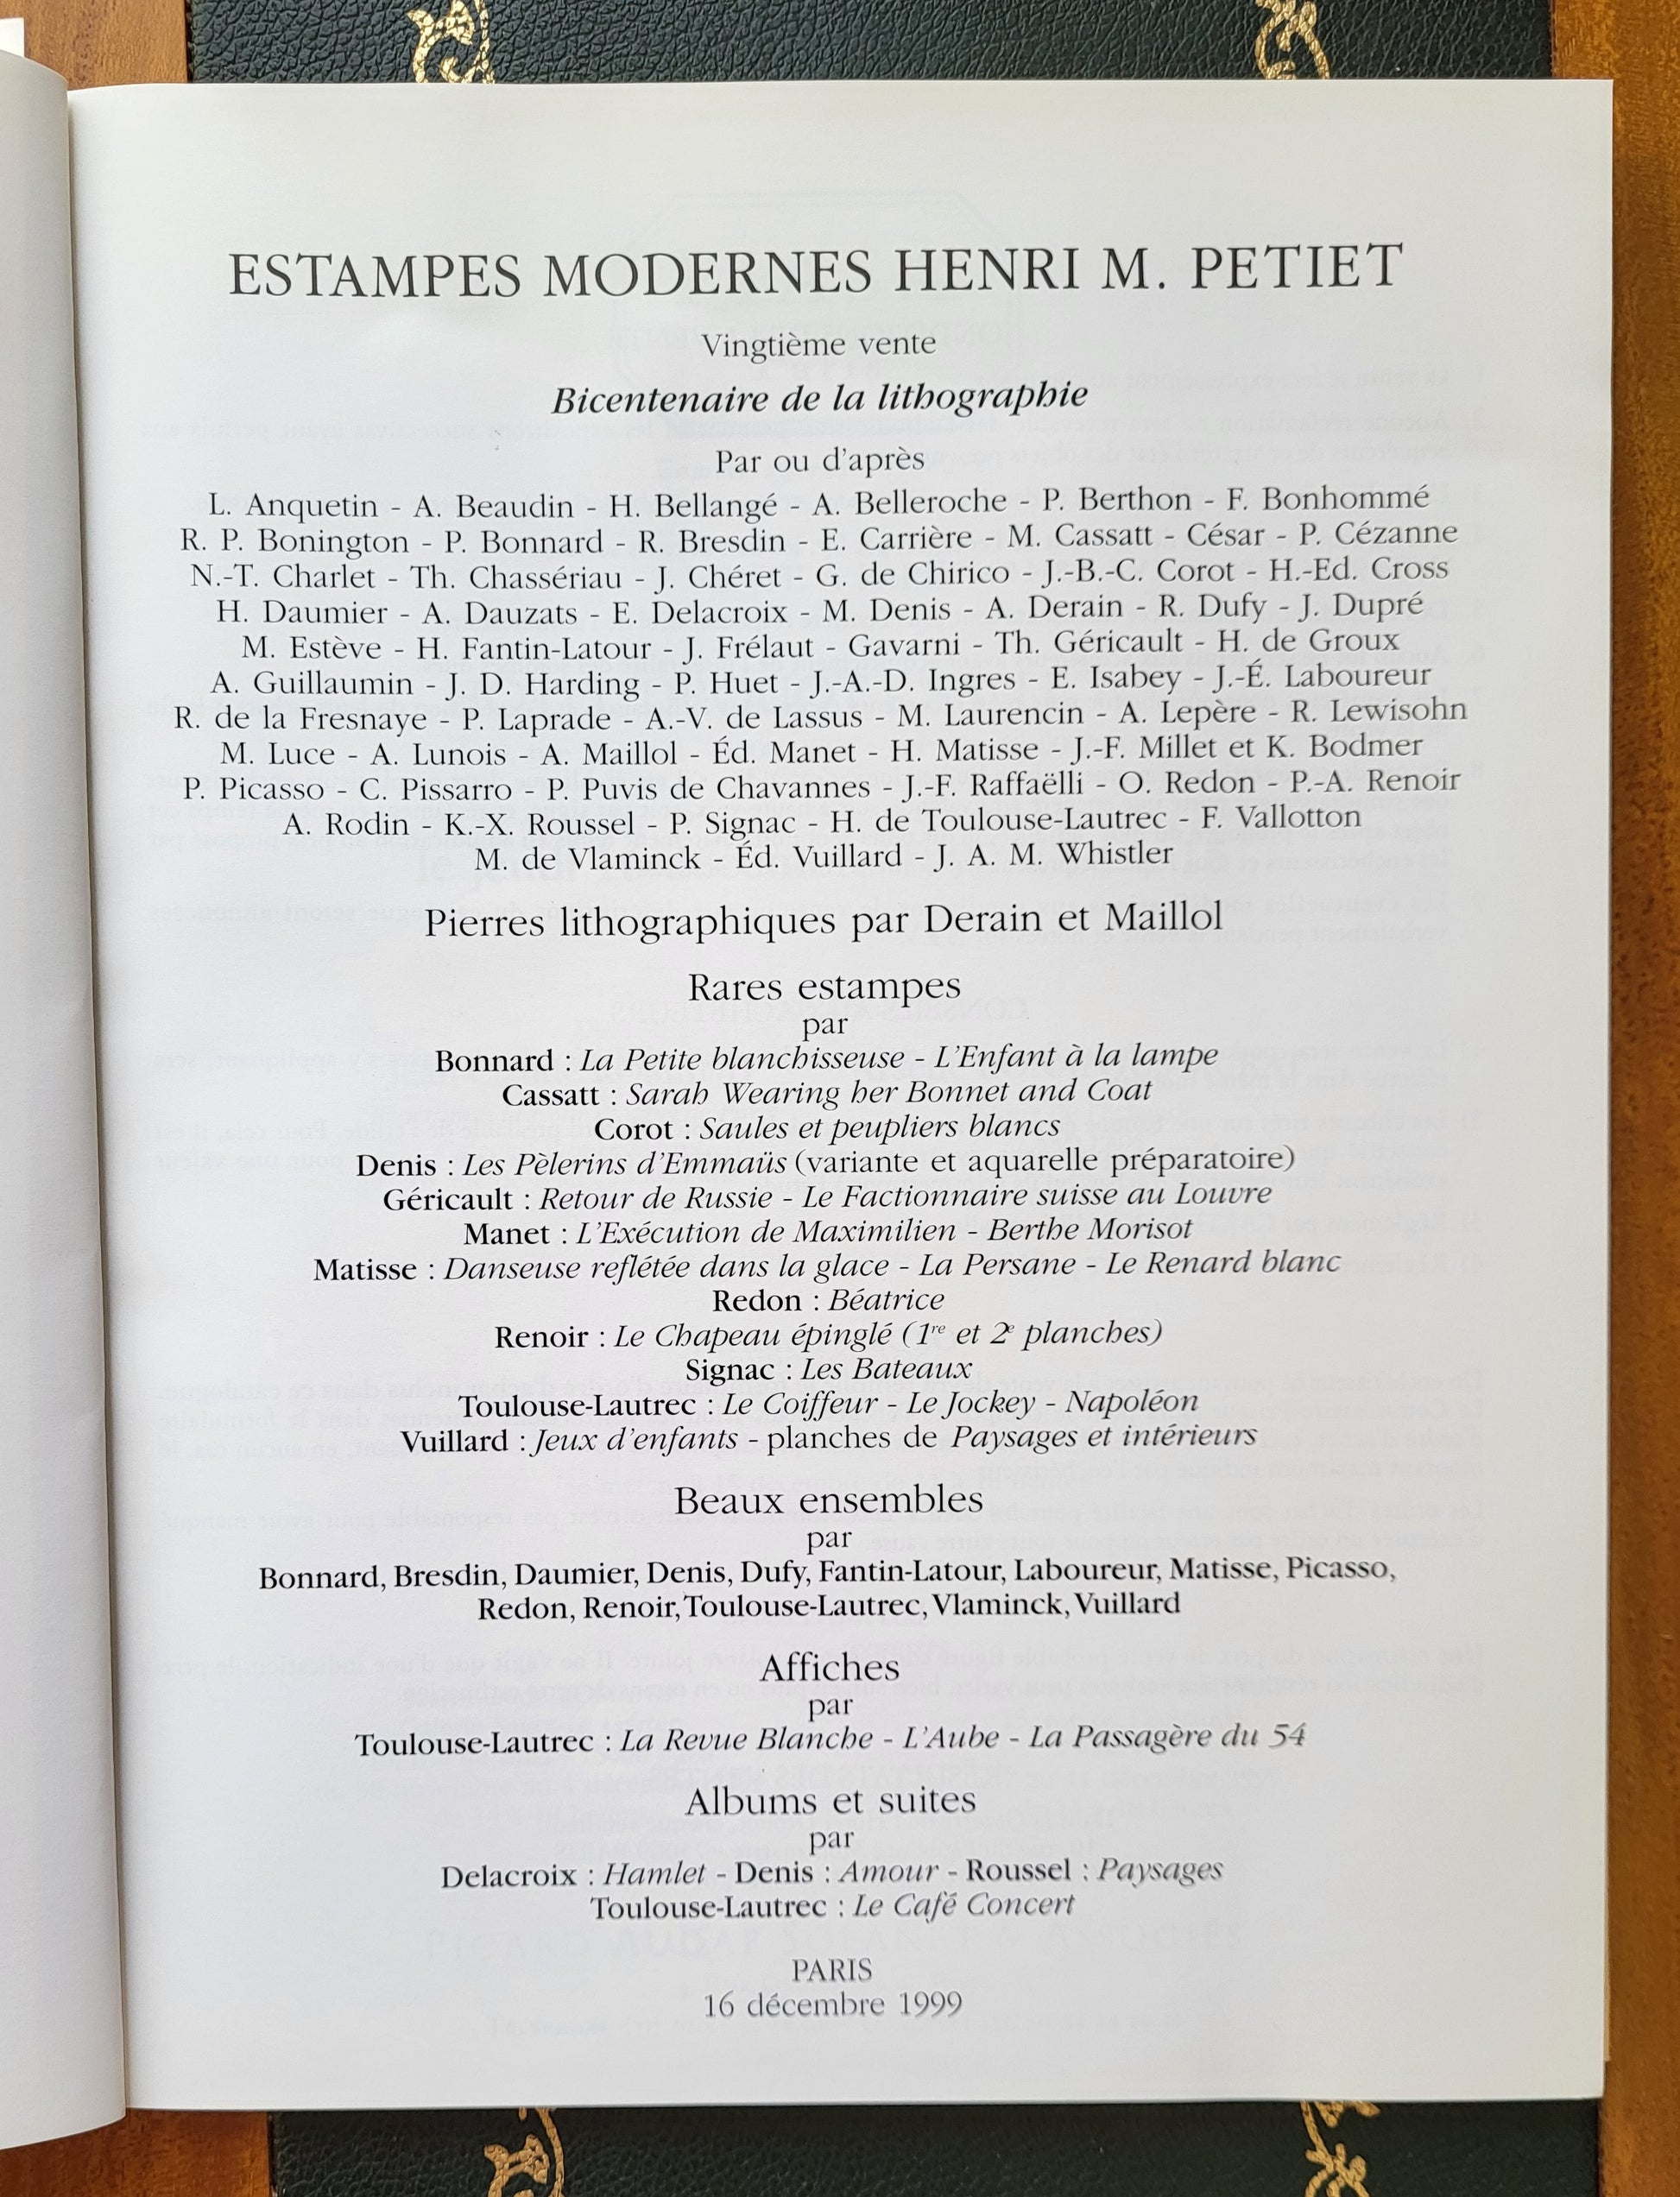 ESTAMPES MODERNES HENRI M. PETIET
Vingtième vente
Bicentenaire de la lithographie
Par ou d'après
L. Anquetin - A. Beaudin - H. Bellangé - A. Belleroche - P. Berthon - F. Bonhommé
R. P. Bonington - P. Bonnard - R. Bresdin - E. Carrière - M. Cassatt - César - P. Cézanne
N.-T. Charlet - Th. Chassériau - J. Chéret - G. de Chirico - J.-B.-C. Corot - H.-Ed. Cross
H. Daumier - A. Dauzats - E. Delacroix - M. Denis - A. Derain - R. Dufy - J. Dupré
M. Estève - H. Fantin-Latour - J. Frélaut - Gavarni - Th. Géricault - H. de Groux
A. Guillaumin - J. D. Harding - P. Huet - J.-A.-D. Ingres - E. Isabey - J.-É. Laboureur
R. de la Fresnaye - P. Laprade - A.-V. de Lassus - M. Laurencin - A. Lepère - R. Lewisohn
M. Luce - A. Lunois - A. Maillol - Éd. Manet - H. Matisse - J.-F. Millet et K. Bodmer
P. Picasso - C. Pissarro - P. Puvis de Chavannes - J.-F. Raffaëlli - O. Redon - P.-A. Renoir
A. Rodin - K.-X. Roussel - P. Signac - H. de Toulouse-Lautrec - F. Vallotton
M. de Vlaminck - Éd. Vuillard - J. A. M. Whistler
Pierres lithographiques par Derain et Maillol
Rares estampes
par
Bonnard : La Petite blanchisseuse - L'Enfant à la lampe
Cassatt : Sarah Wearing her Bonnet and Coat
Corot : Saules et peupliers blancs
Denis : Les Pèlerins d'Emmaüs (variante et aquarelle préparatoire)
Géricault : Retour de Russie - Le Factionnaire suisse au Louvre
Manet : L'Exécution de Maximilien - Berthe Morisot
Matisse : Danseuse reflétée dans la glace - La Persane - Le Renard blanc
Redon : Béatrice
Renoir : Le Chapeau épinglé (1re et 2e planches)
Signac : Les Bateaux
Toulouse-Lautrec : Le Coiffeur - Le Jockey - Napoléon
Vuillard : Jeux d'enfants - planches de Paysages et intérieurs
Beaux ensembles
par
Bonnard, Bresdin, Daumier, Denis, Dufy, Fantin-Latour, Laboureur, Matisse, Picasso,
Redon, Renoir, Toulouse-Lautrec, Vlaminck, Vuillard
Affiches
par
Toulouse-Lautrec : La Revue Blanche - L'Aube - La Passagère du 54
Albums et suites
par
Delacroix : Hamlet - Denis : Amour - Roussel : Paysages
Toulouse-Lautrec : Le Café Concert
PARIS
16 décembre 1999